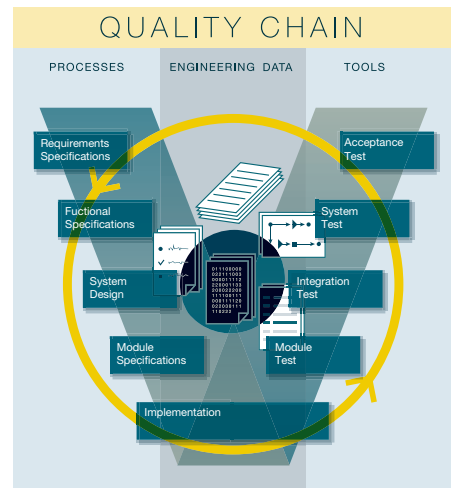 QUALITY CHAIN
PROCESSES
ENGINEERING DATA
TOOLS
Requirements
Specifications
Acceptance
Test
Fuctional
Specifications
System
Test
System
Design
Integration
Test
Module
Specifications
Module
Test
Implementation